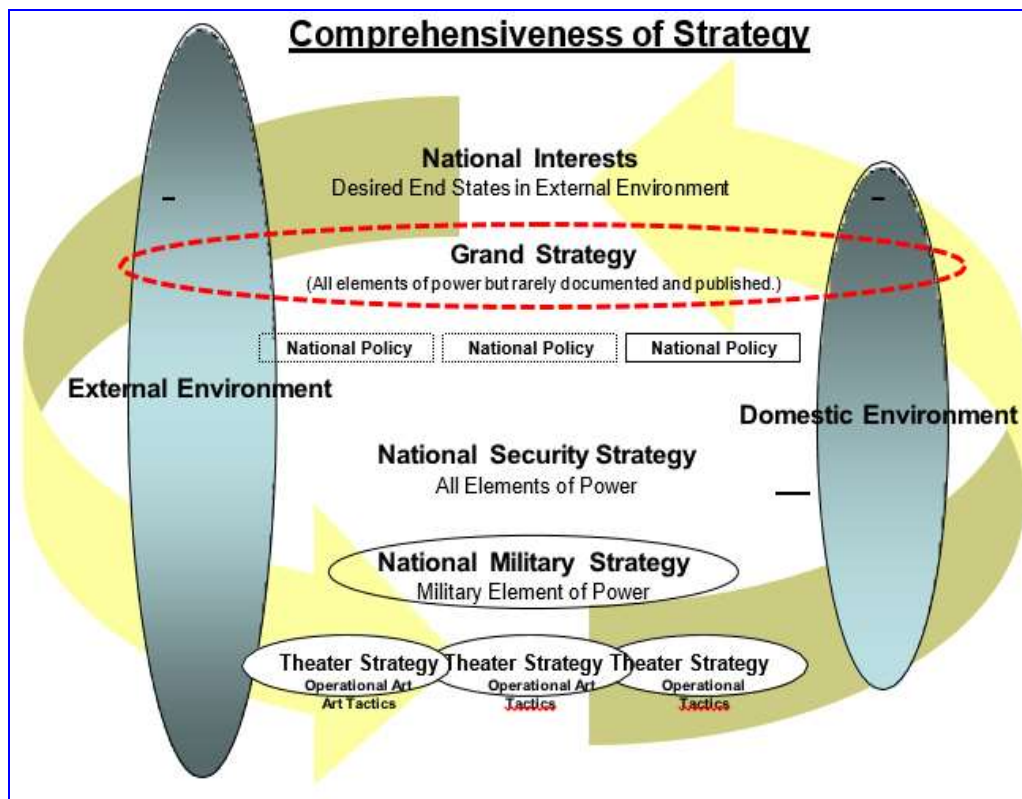 Comprehensiveness of Strategy
National Interests
Desired End States in External Environment
Grand Strategy
(All elements of power but rarely documented and published.)
National Policy
National Policy
National Policy
External Environment
Domestic Environment
National Security Strategy
All Elements of Power
National Military Strategy
Military Element of Power
Theater Strategy
Operational Art
Art Tactics
Theater Strategy
Operational Art
Tactics
Theater Strategy
Operational
Tactics